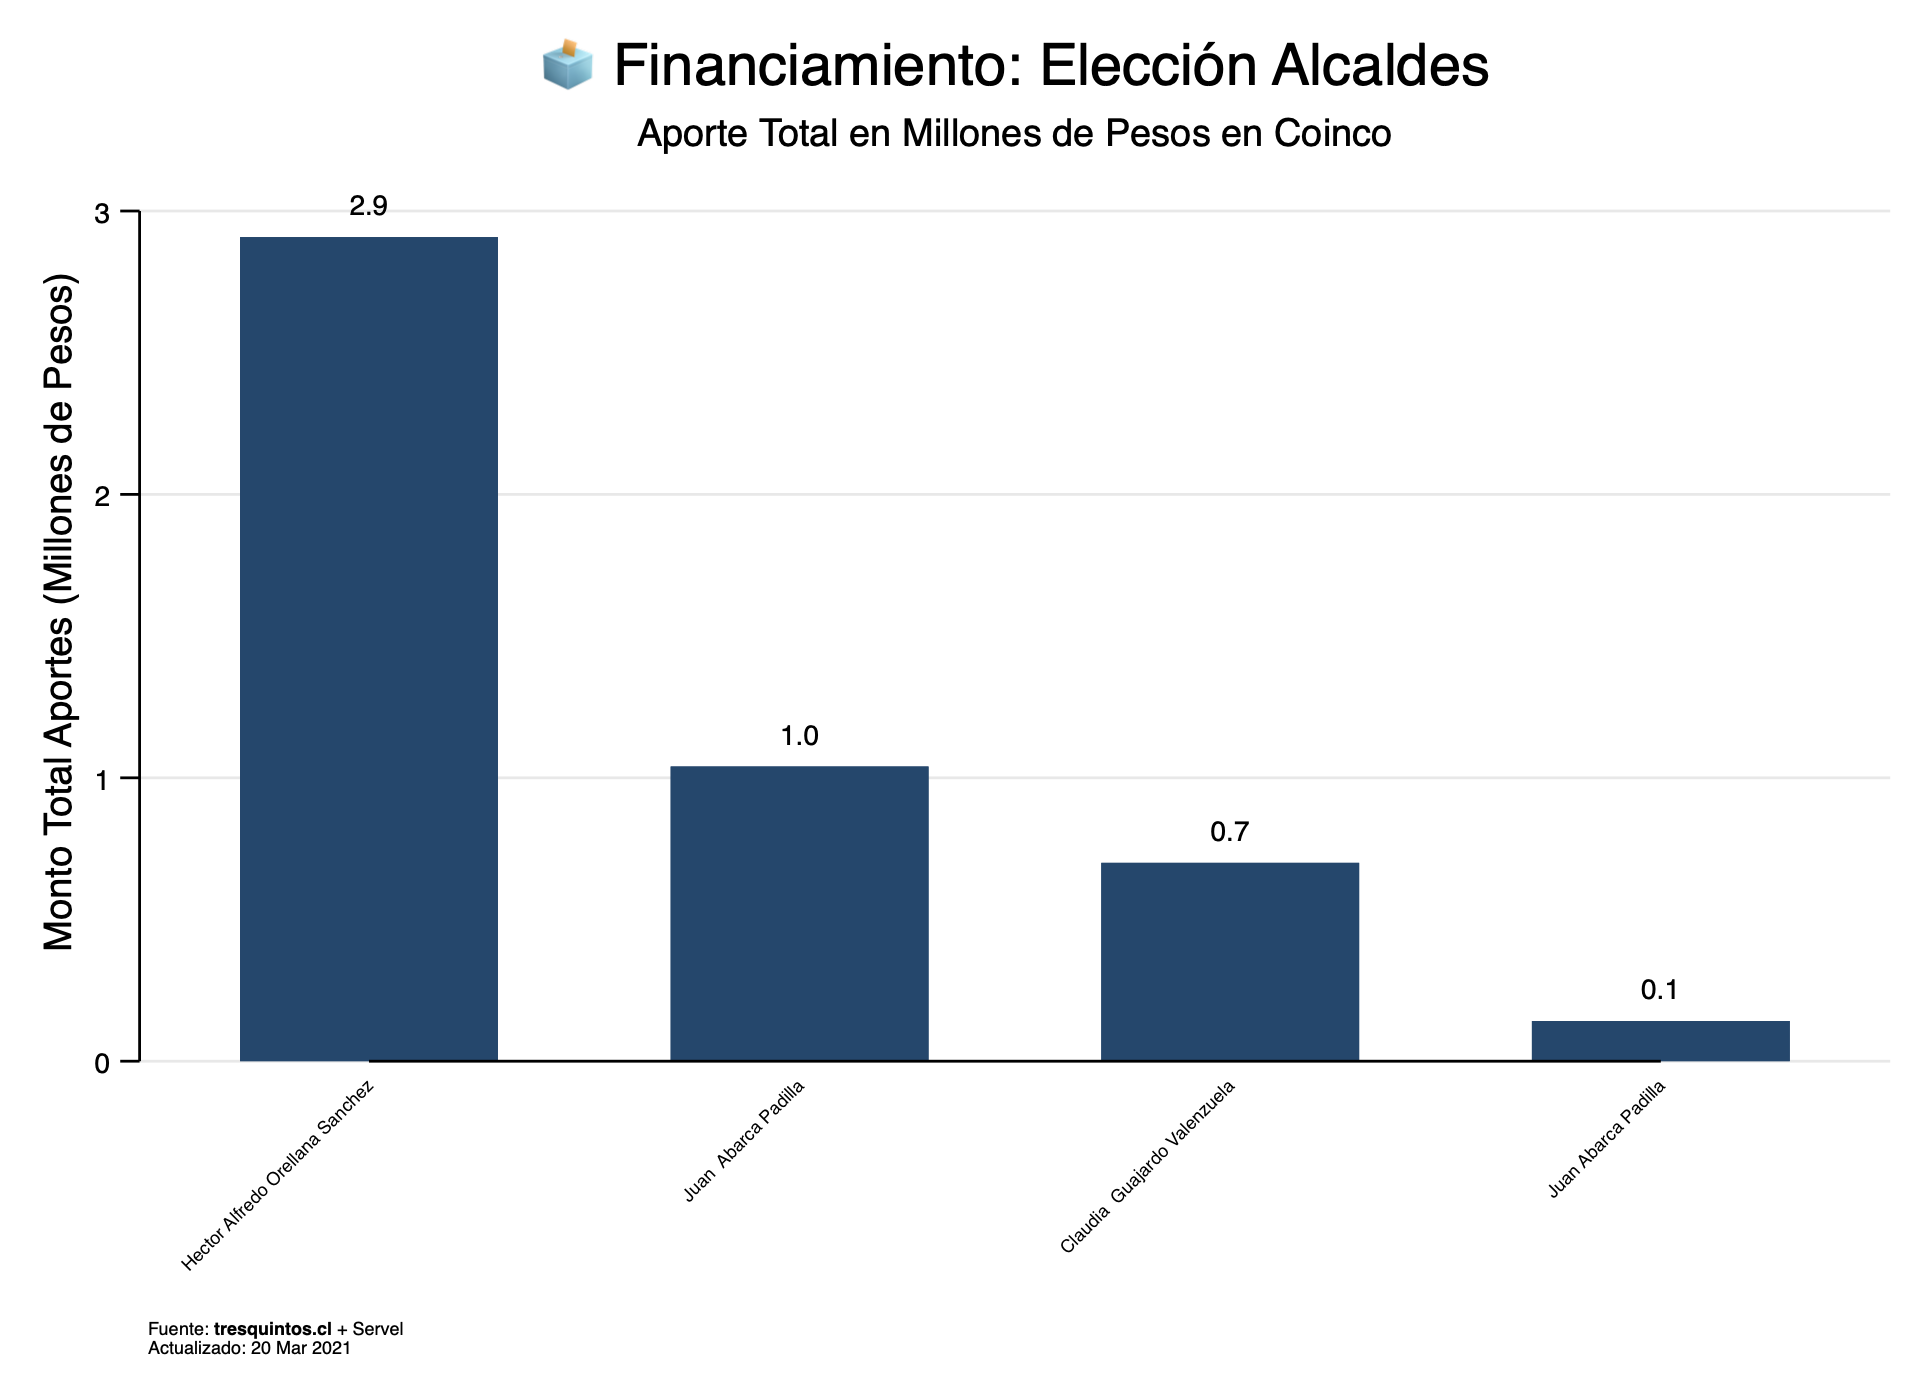 Financiamiento: Elección Alcaldes
Aporte Total en Millones de Pesos en Coinco
Monto Total Aportes (Millones de Pesos)
3
2
1
0
2.9
1.0
0.7
0.1
Hector Alfredo Orellana Sanchez
Juan  Abarca Padilla
Claudia  Guajardo Valenzuela
Juan Abarca Padilla
Fuente: tresquintos.cl + Servel
Actualizado: 20 Mar 2021